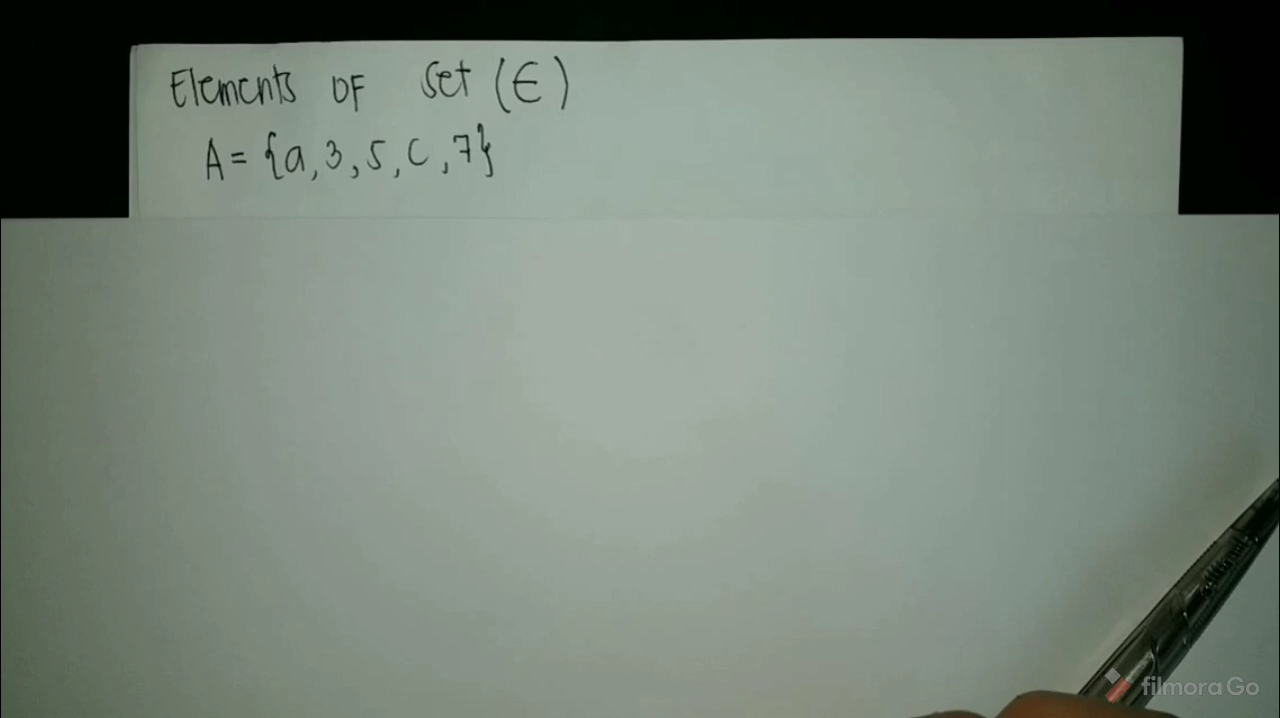 Elements OF Set (∈)
A = {a, 3, 5, C, 7}
filmora Go